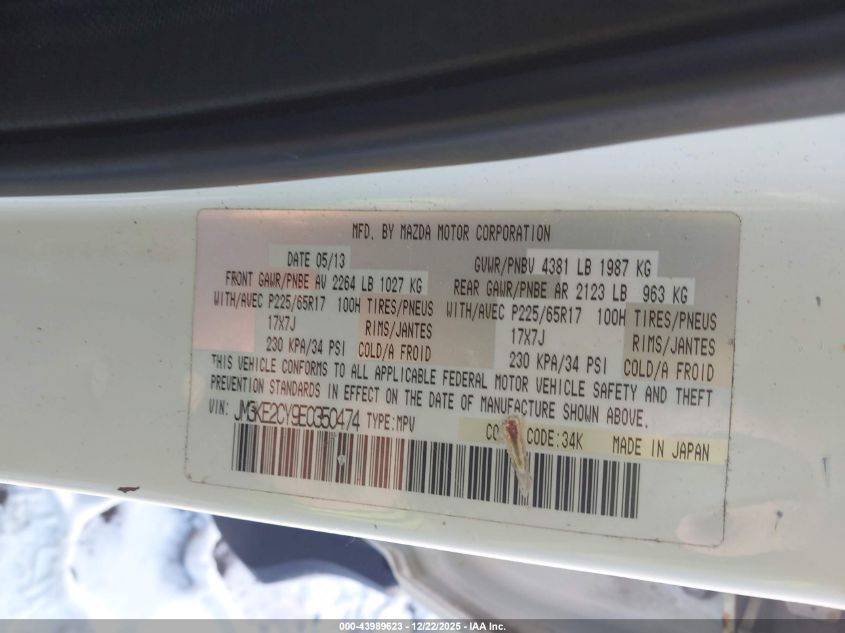 MFD. BY MAZDA MOTOR CORPORATION
DATE 05/13 GVWR/PNBV 4381 LB 1987 KG
FRONT GAWR/PNBE AV 2264 LB 1027 KG REAR GAWR/PNBE AR 2123 LB 963 KG
WITH/AVEC P225/65R17 100H TIRES/PNEUS WITH/AVEC P225/65R17 100H TIRES/PNEUS
17X7J RIMS/JANTES 17X7J RIMS/JANTES
230 KPA/34 PSI COLD/A FROID 230 KPA/34 PSI COLD/A FROID
THIS VEHICLE CONFORMS TO ALL APPLICABLE FEDERAL MOTOR VEHICLE SAFETY AND THEFT
PREVENTION STANDARDS IN EFFECT ON THE DATE OF MANUFACTURE SHOWN ABOVE.
VIN: JM3KE2CY9E0350474 TYPE:MPV
CODE:34K MADE IN JAPAN
000-43989623 - 12/22/2025 - IAA Inc.